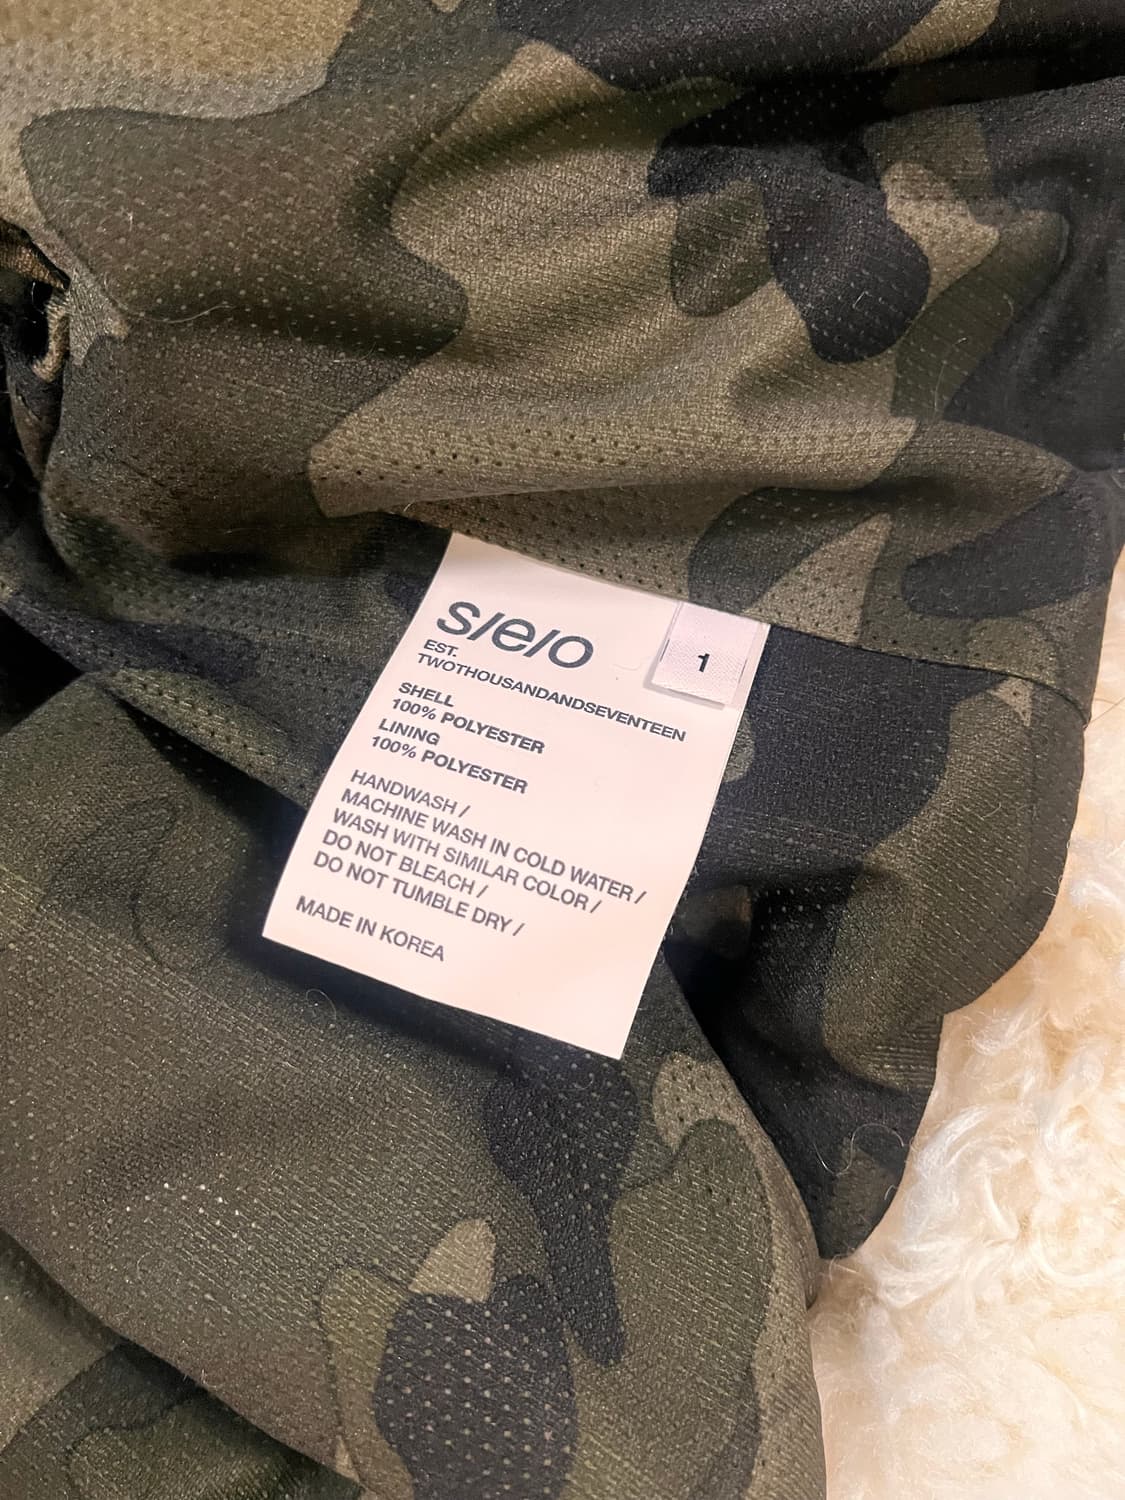 s/e/o
EST.
TWOTHOUSANDANDSEVENTEEN
1
SHELL
100% POLYESTER
LINING
100% POLYESTER
HANDWASH /
MACHINE WASH IN COLD WATER /
WASH WITH SIMILAR COLOR /
DO NOT BLEACH /
DO NOT TUMBLE DRY /
MADE IN KOREA